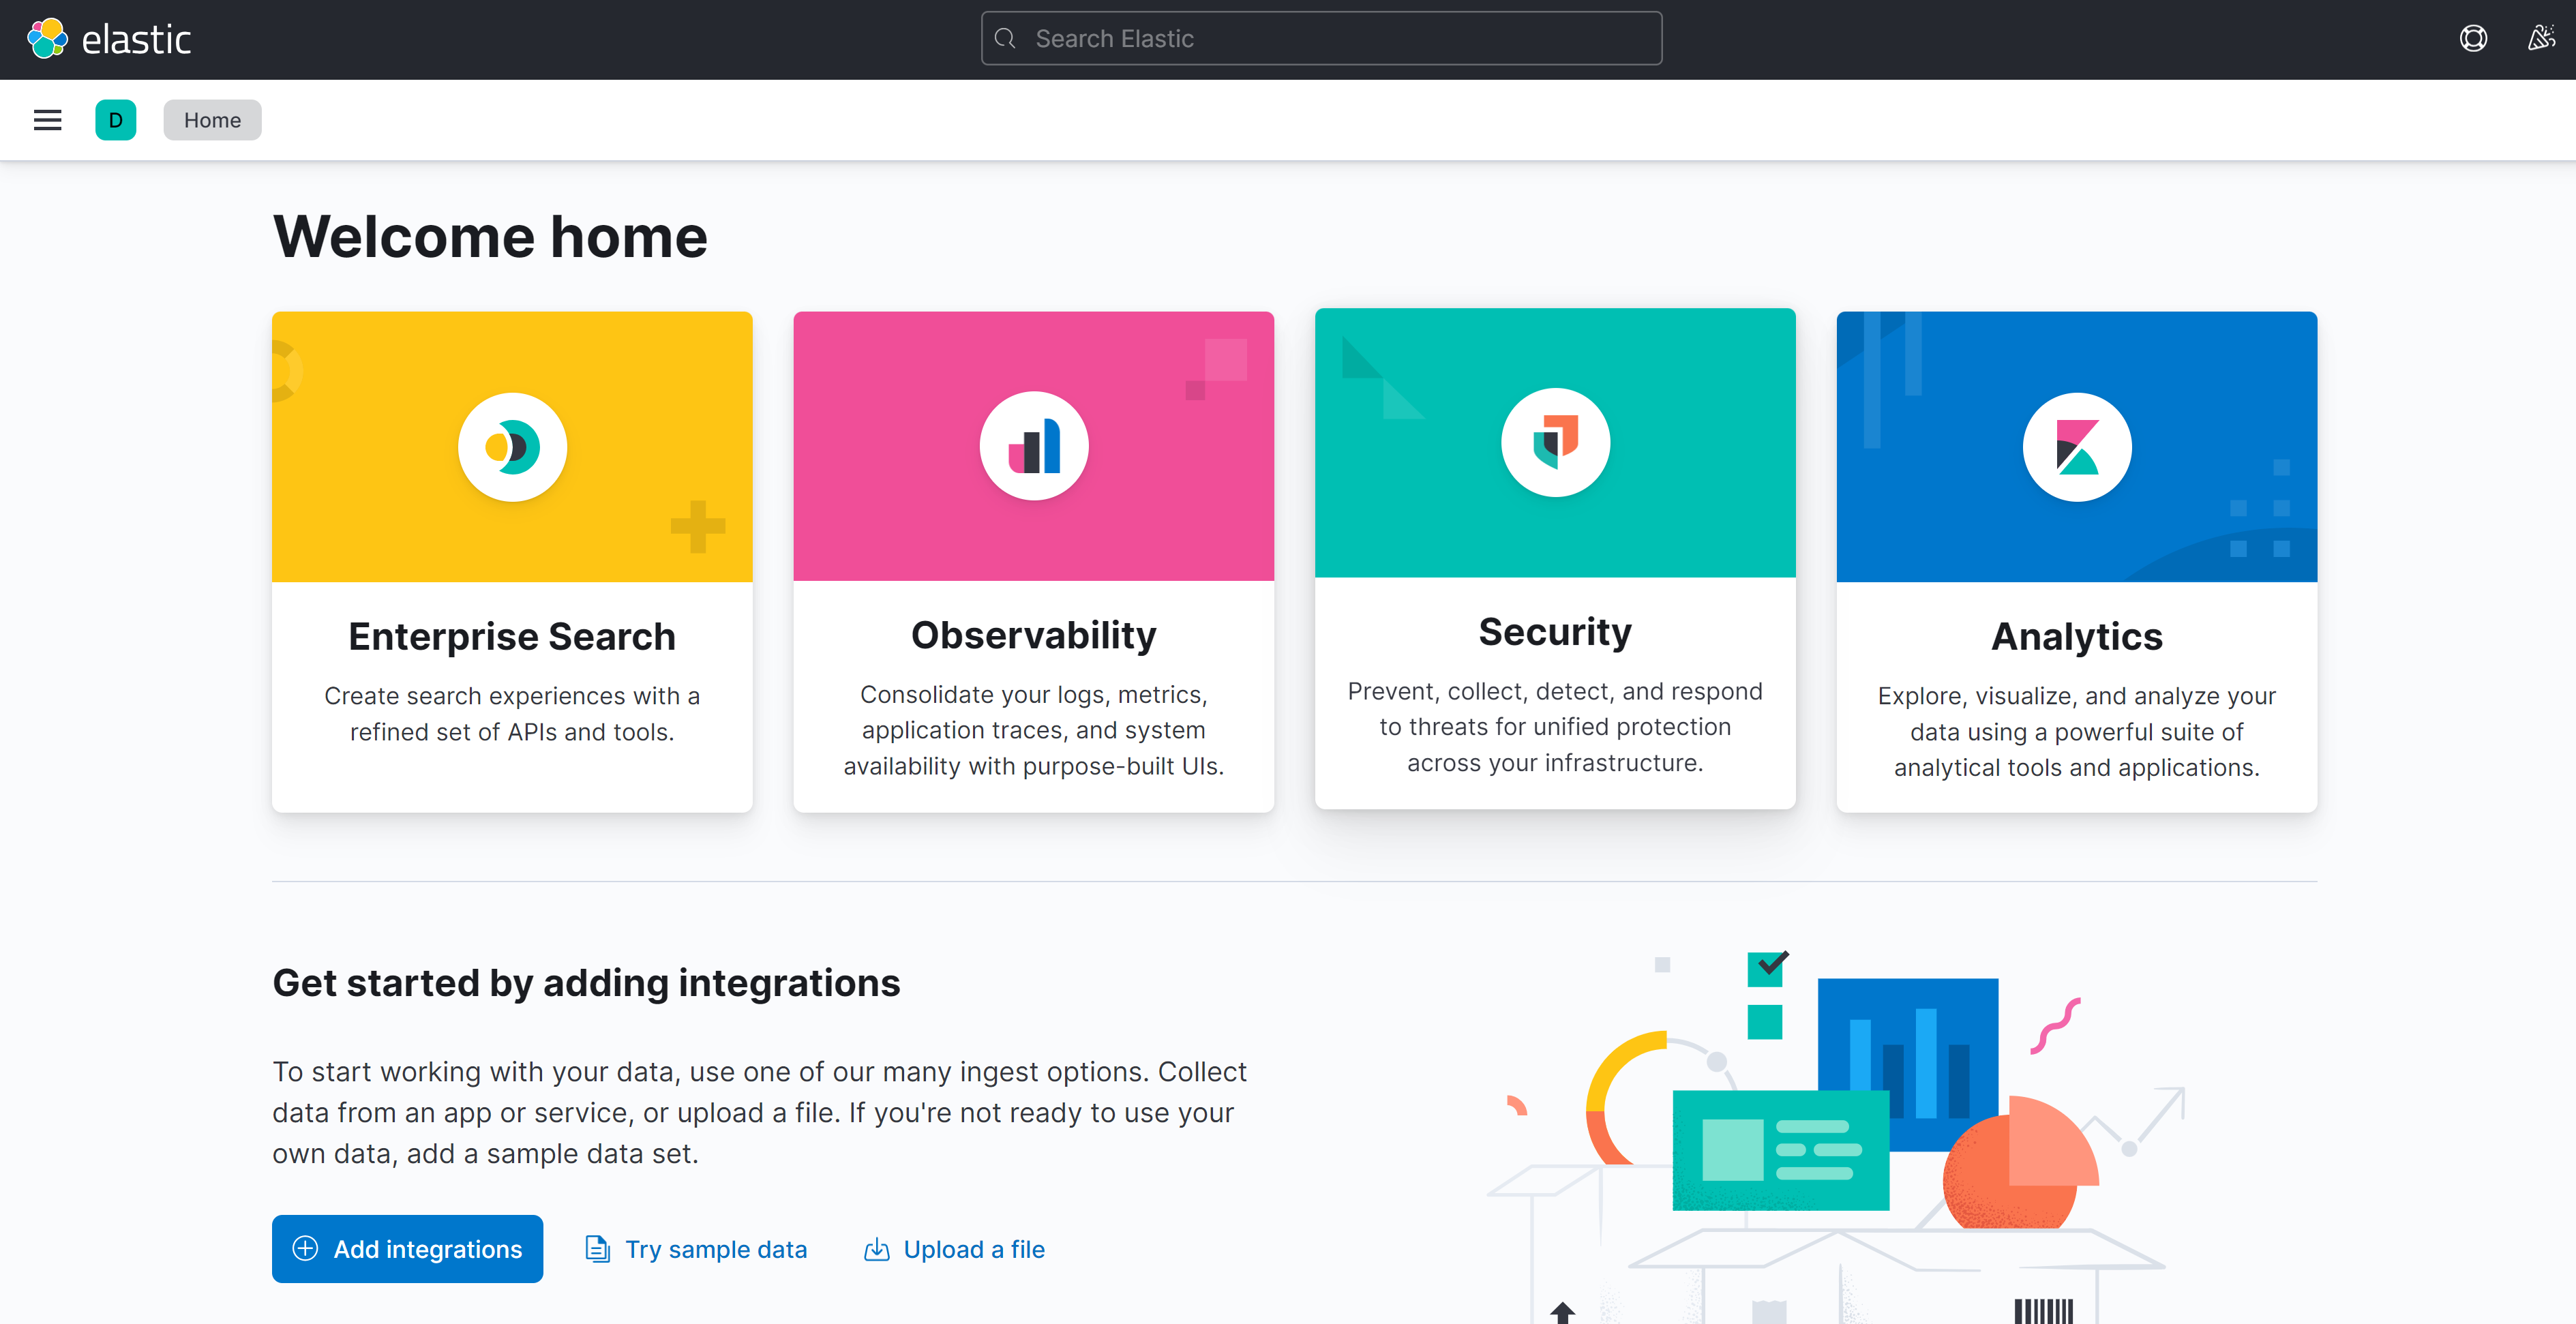 elastic
Search Elastic
D
Home
Welcome home
Enterprise Search
Create search experiences with a
refined set of APIs and tools.
Observability
Consolidate your logs, metrics,
application traces, and system
availability with purpose-built UIs.
Security
Prevent, collect, detect, and respond
to threats for unified protection
across your infrastructure.
Analytics
Explore, visualize, and analyze your
data using a powerful suite of
analytical tools and applications.
Get started by adding integrations
To start working with your data, use one of our many ingest options. Collect
data from an app or service, or upload a file. If you're not ready to use your
own data, add a sample data set.
Add integrations
Try sample data
Upload a file